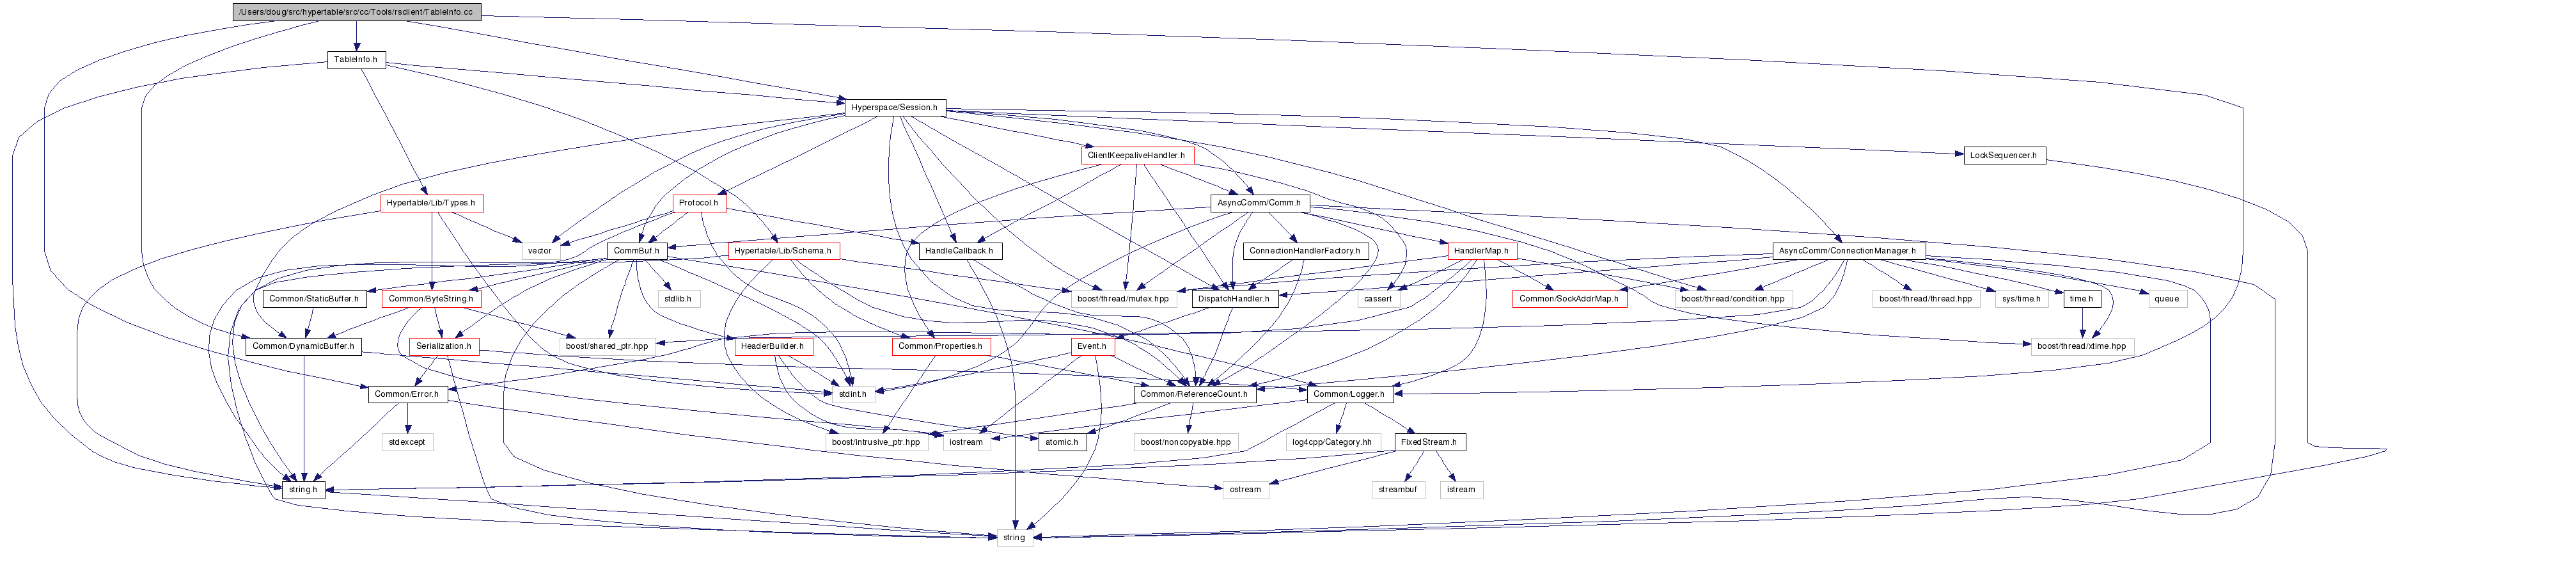 /Users/doug/src/hypertable/src/cc/Tools/rsclient/TableInfo.cc
TableInfo.h
Hyperspace/Session.h
ClientKeepaliveHandler.h
LockSequencer.h
Hypertable/Lib/Types.h
Protocol.h
AsyncComm/Comm.h
vector
CommBuf.h
Hypertable/Lib/Schema.h
HandleCallback.h
ConnectionHandlerFactory.h
HandlerMap.h
AsyncComm/ConnectionManager.h
Common/StaticBuffer.h
Common/ByteString.h
stdlib.h
boost/thread/mutex.hpp
DispatchHandler.h
cassert
Common/SockAddrMap.h
boost/thread/condition.hpp
boost/thread/thread.hpp
sys/time.h
time.h
queue
Common/DynamicBuffer.h
Serialization.h
boost/shared_ptr.hpp
HeaderBuilder.h
Common/Properties.h
Event.h
boost/thread/xtime.hpp
Common/Error.h
stdint.h
Common/ReferenceCount.h
Common/Logger.h
stdexcept
boost/intrusive_ptr.hpp
iostream
atomic.h
boost/noncopyable.hpp
log4cpp/Category.hh
FixedStream.h
string.h
ostream
streambuf
istream
string